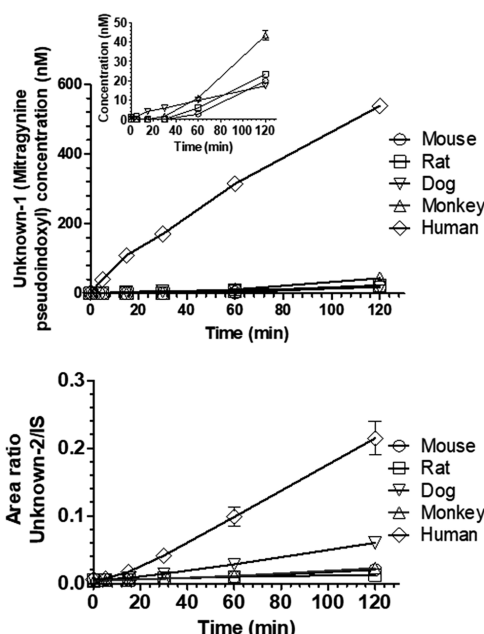 50
40
30
20
10
0
Concentration (nM)
0 20 40 60 80 100 120
Time (min)
600
400
200
0
Unknown-1 (Mitragynine
pseudoindoxyl) concentration (nM)
0 20 40 60 80 100 120
Time (min)
Mouse
Rat
Dog
Monkey
Human
0.3
0.2
0.1
0.0
Area ratio
Unknown-2/IS
0 20 40 60 80 100 120
Time (min)
Mouse
Rat
Dog
Monkey
Human